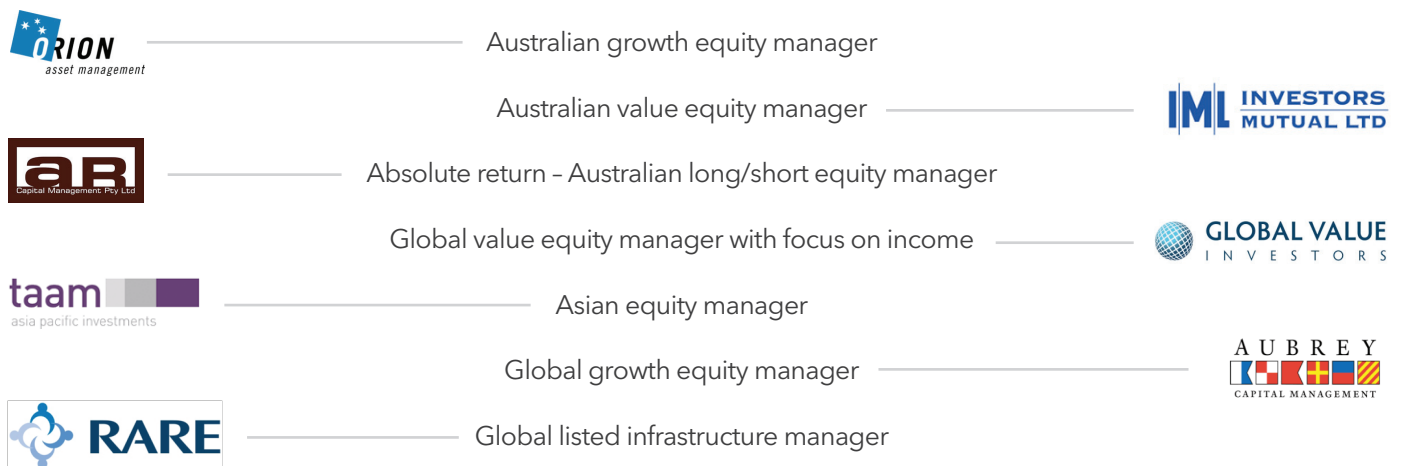 ORION
asset management
Australian growth equity manager
Australian value equity manager
IML INVESTORS
MUTUAL LTD
aR
Capital Management Pty Ltd
Absolute return – Australian long/short equity manager
Global value equity manager with focus on income
GLOBAL VALUE
INVESTORS
taam
asia pacific investments
Asian equity manager
Global growth equity manager
AUBREY
CAPITAL MANAGEMENT
RARE
Global listed infrastructure manager